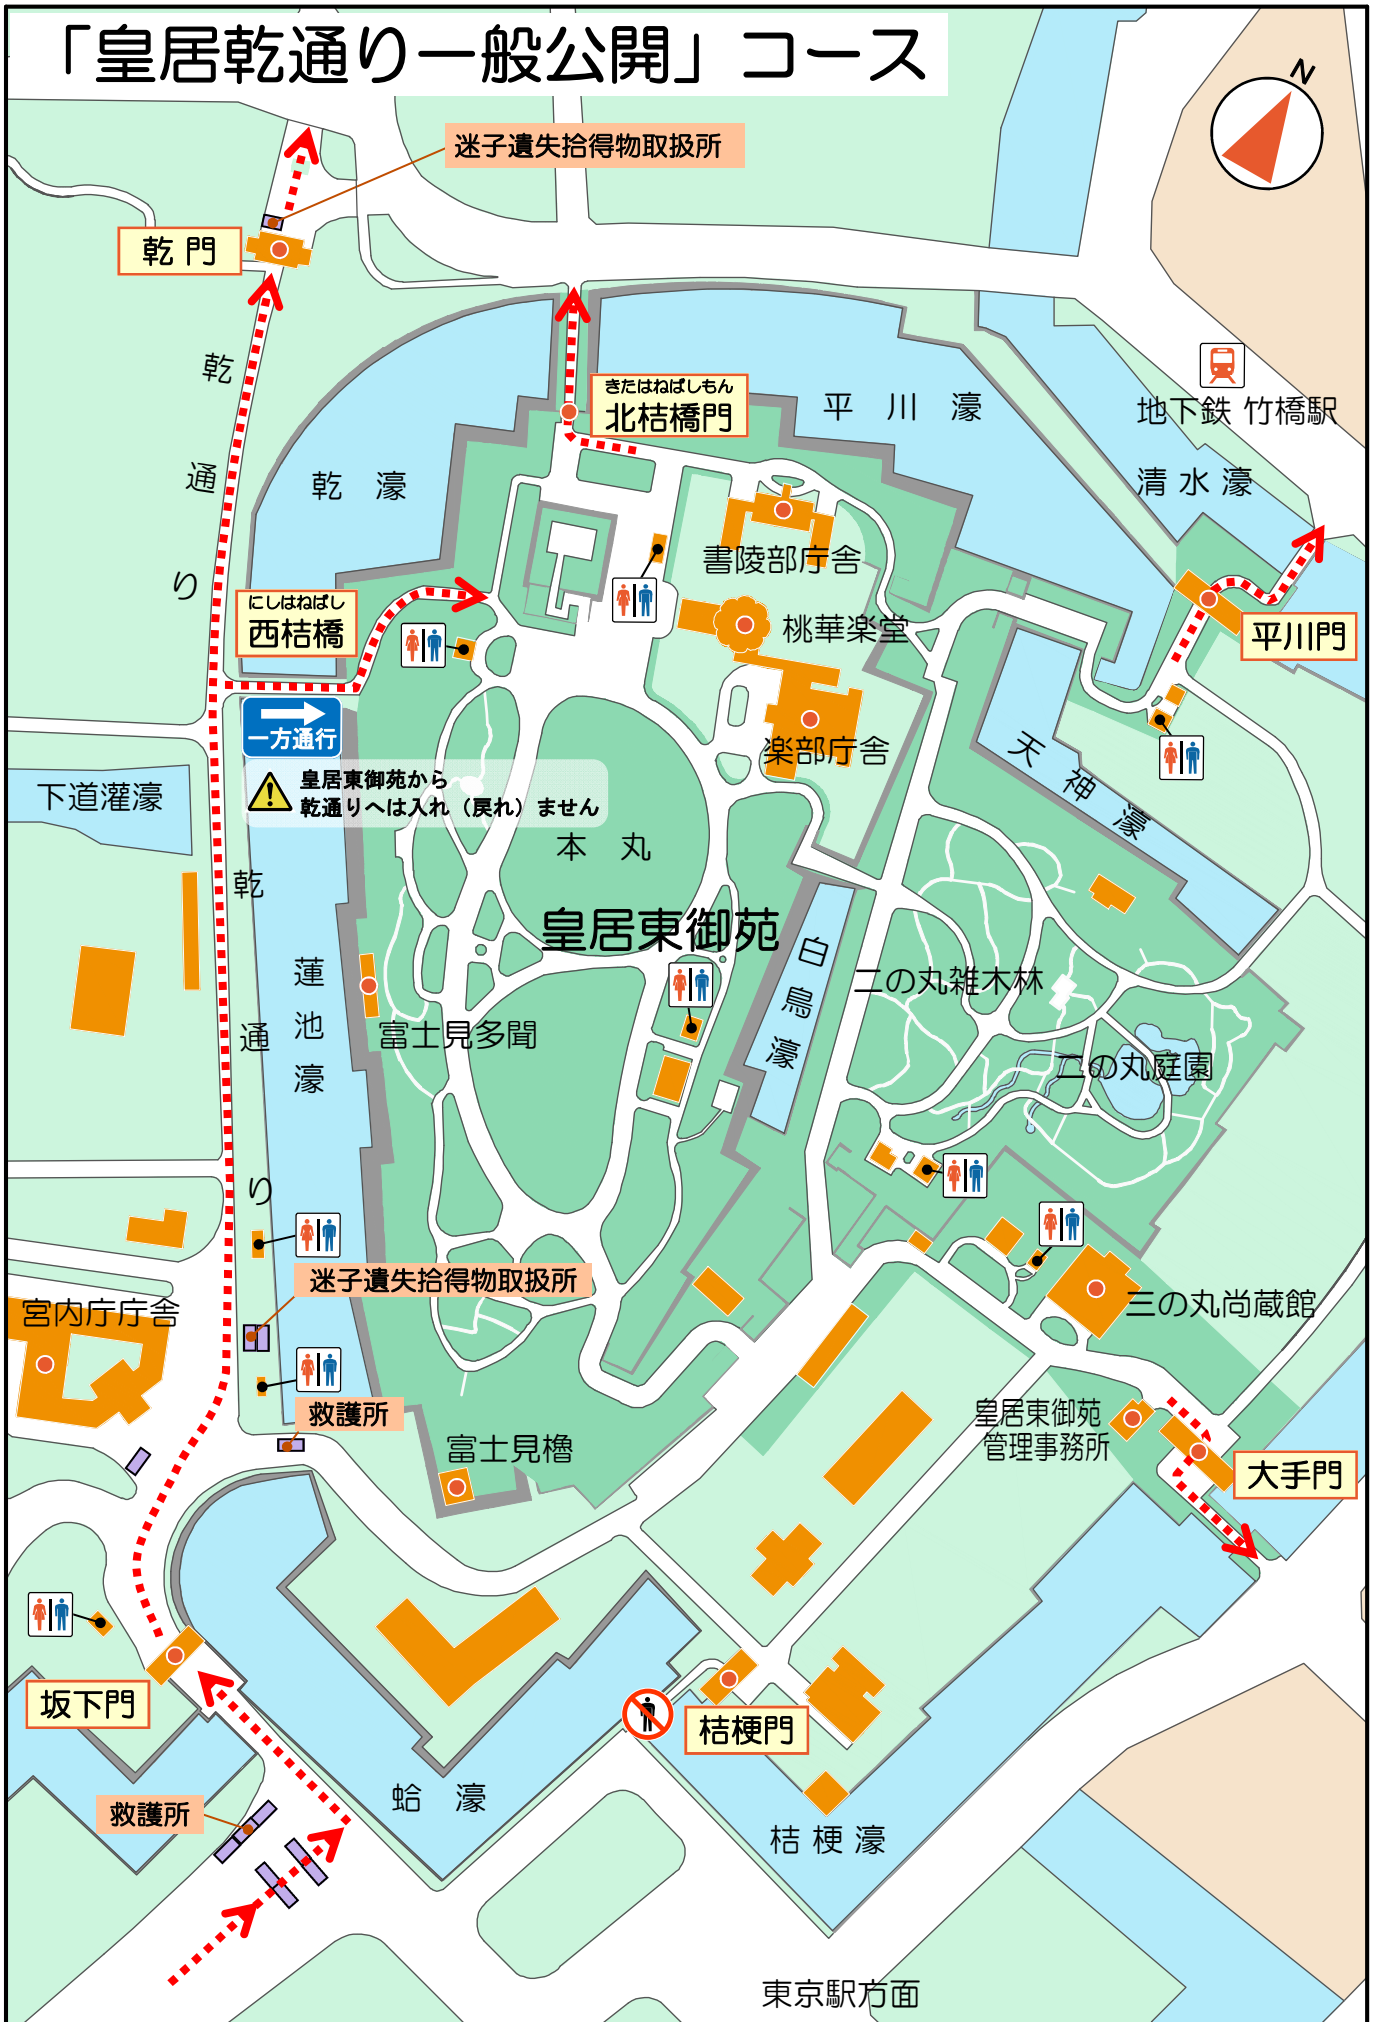 「皇居乾通り一般公開」コース
N
迷子遺失拾得物取扱所
乾門
きたはねばしもん
北桔橋門
平川濠
地下鉄 竹橋駅
清水濠
乾通り
乾濠
書陵部庁舎
にしはねばし
西桔橋
桃華楽堂
平川門
一方通行
楽部庁舎
天神濠
皇居東御苑から
乾通りへは入れ（戻れ）ません
下道灌濠
本丸
乾通り
皇居東御苑
白鳥濠
蓮池濠
二の丸雑木林
富士見多聞
二の丸庭園
迷子遺失拾得物取扱所
宮内庁庁舎
三の丸尚蔵館
救護所
皇居東御苑
管理事務所
富士見櫓
大手門
坂下門
桔梗門
蛤濠
救護所
桔梗濠
東京駅方面